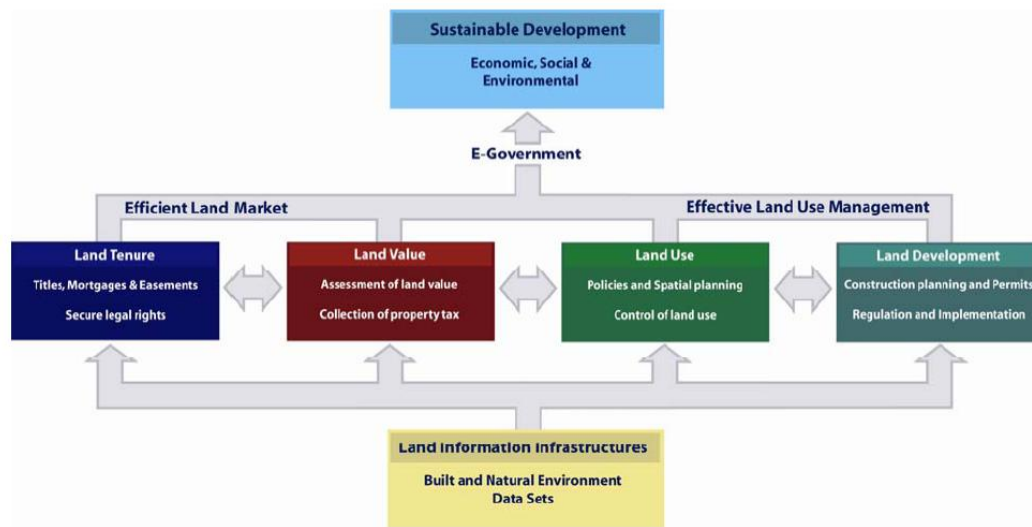 Sustainable Development
Economic, Social &
Environmental
E-Government
Efficient Land Market
Effective Land Use Management
Land Tenure
Titles, Mortgages & Easements
Secure legal rights
Land Value
Assessment of land value
Collection of property tax
Land Use
Policies and Spatial planning
Control of land use
Land Development
Construction planning and Permits
Regulation and Implementation
Land Information Infrastructures
Built and Natural Environment
Data Sets